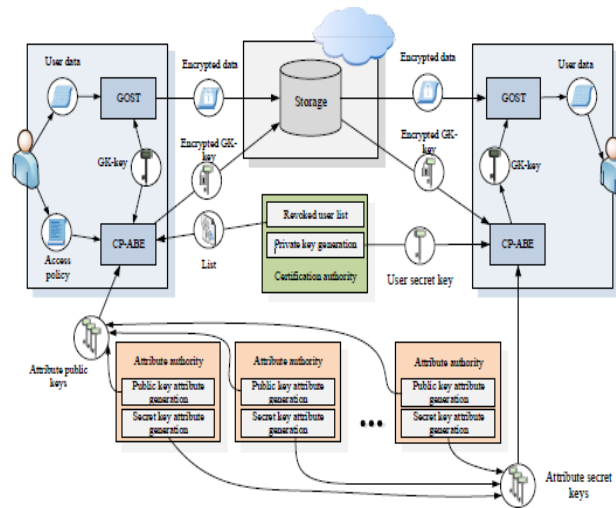 User data
GOST
GK-key
Access
policy
CP-ABE
Encrypted data
Encrypted GK-
key
List
Storage
Revoked user list
Private key generation
Certification authority
Encrypted data
Encrypted GK-
key
User secret key
GOST
User data
GK-key
CP-ABE
Attribute public
keys
Attribute authority
Public key attribute
generation
Secret key attribute
generation
Attribute authority
Public key attribute
generation
Secret key attribute
generation
Attribute authority
Public key attribute
generation
Secret key attribute
generation
Attribute secret
keys